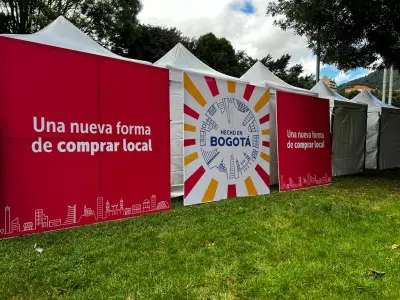 Una nueva forma
de comprar local
HECHO EN
BOGOTÁ
Una nueva forma
de comprar local